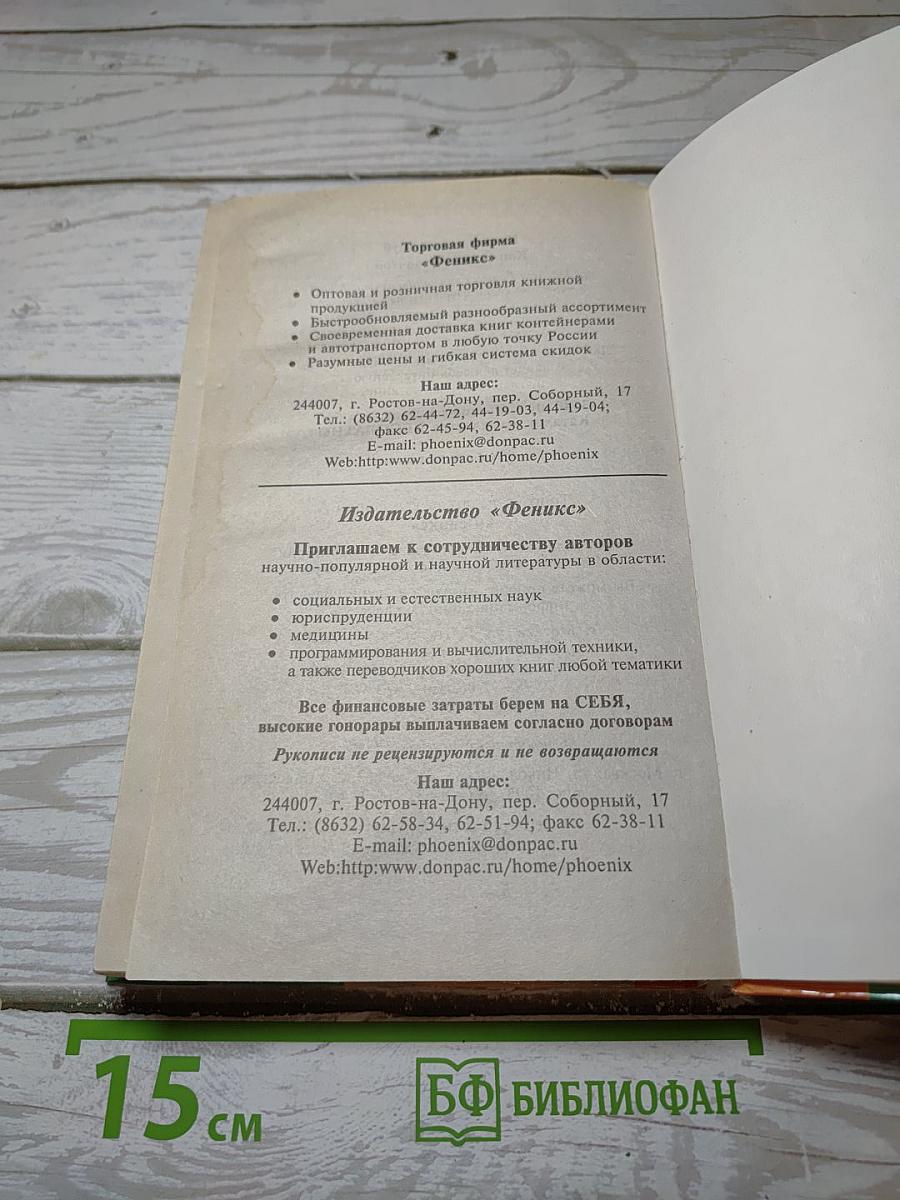 Торговая фирма
«Феникс»
● Оптовая и розничная торговля книжной
продукцией
● Быстрообновляемый разнообразный ассортимент
● Своевременная доставка книг контейнерами
и автотранспортом в любую точку России
● Разумные цены и гибкая система скидок
Наш адрес:
244007, г. Ростов-на-Дону, пер. Соборный, 17
Тел.: (8632) 62-44-72, 44-19-03, 44-19-04;
факс 62-45-94, 62-38-11
E-mail: phoenix@donpac.ru
Web:http:www.donpac.ru/home/phoenix
Издательство «Феникс»
Приглашаем к сотрудничеству авторов
научно-популярной и научной литературы в области:
● социальных и естественных наук
● юриспруденции
● медицины
● программирования и вычислительной техники,
а также переводчиков хороших книг любой тематики
Все финансовые затраты берем на СЕБЯ,
высокие гонорары выплачиваем согласно договорам
Рукописи не рецензируются и не возвращаются
Наш адрес:
244007, г. Ростов-на-Дону, пер. Соборный, 17
Тел.: (8632) 62-58-34, 62-51-94; факс 62-38-11
E-mail: phoenix@donpac.ru
Web:http:www.donpac.ru/home/phoenix
15 см
БФ БИБЛИОФАН